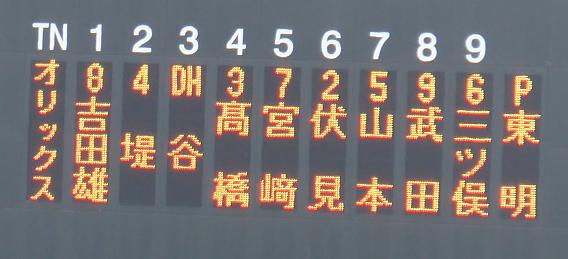 TN 1 2 3 4 5 6 7 8 9
オリックス
8 吉田雄
4 堤
DH 谷
3 髙橋
7 宮﨑
2 伏見
5 山本
9 武田
6 三ツ俣
P 東明